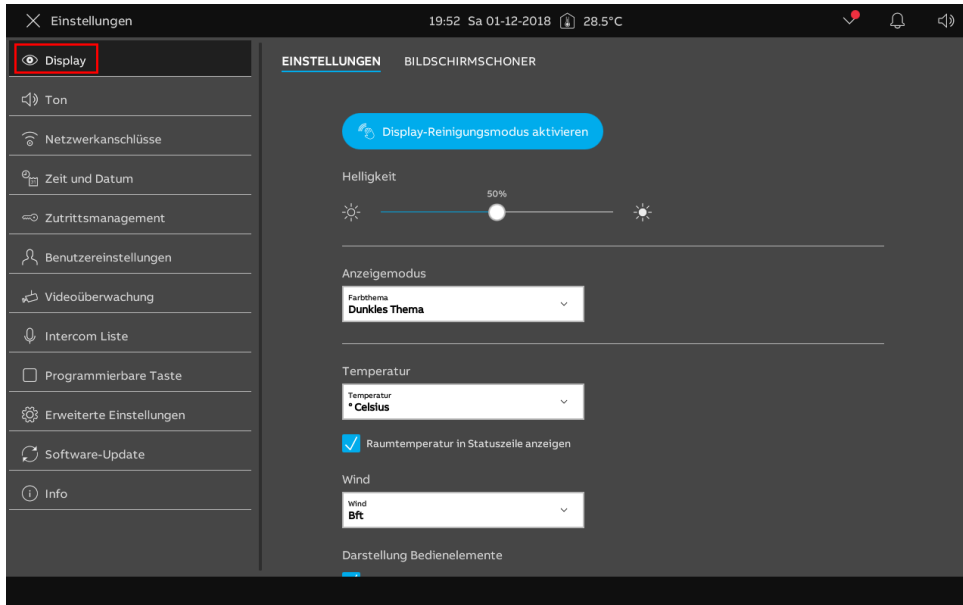 Einstellungen
19:52 Sa 01-12-2018 28.5°C
Display
Ton
Netzwerkanschlüsse
Zeit und Datum
Zutrittsmanagement
Benutzereinstellungen
Videoüberwachung
Intercom Liste
Programmierbare Taste
Erweiterte Einstellungen
Software-Update
Info
EINSTELLUNGEN BILDSCHIRMSCHONER
Display-Reinigungsmodus aktivieren
Helligkeit
50%
Anzeigemodus
Farbthema
Dunkles Thema
Temperatur
Temperatur
° Celsius
Raumtemperatur in Statuszeile anzeigen
Wind
Wind
Bft
Darstellung Bedienelemente